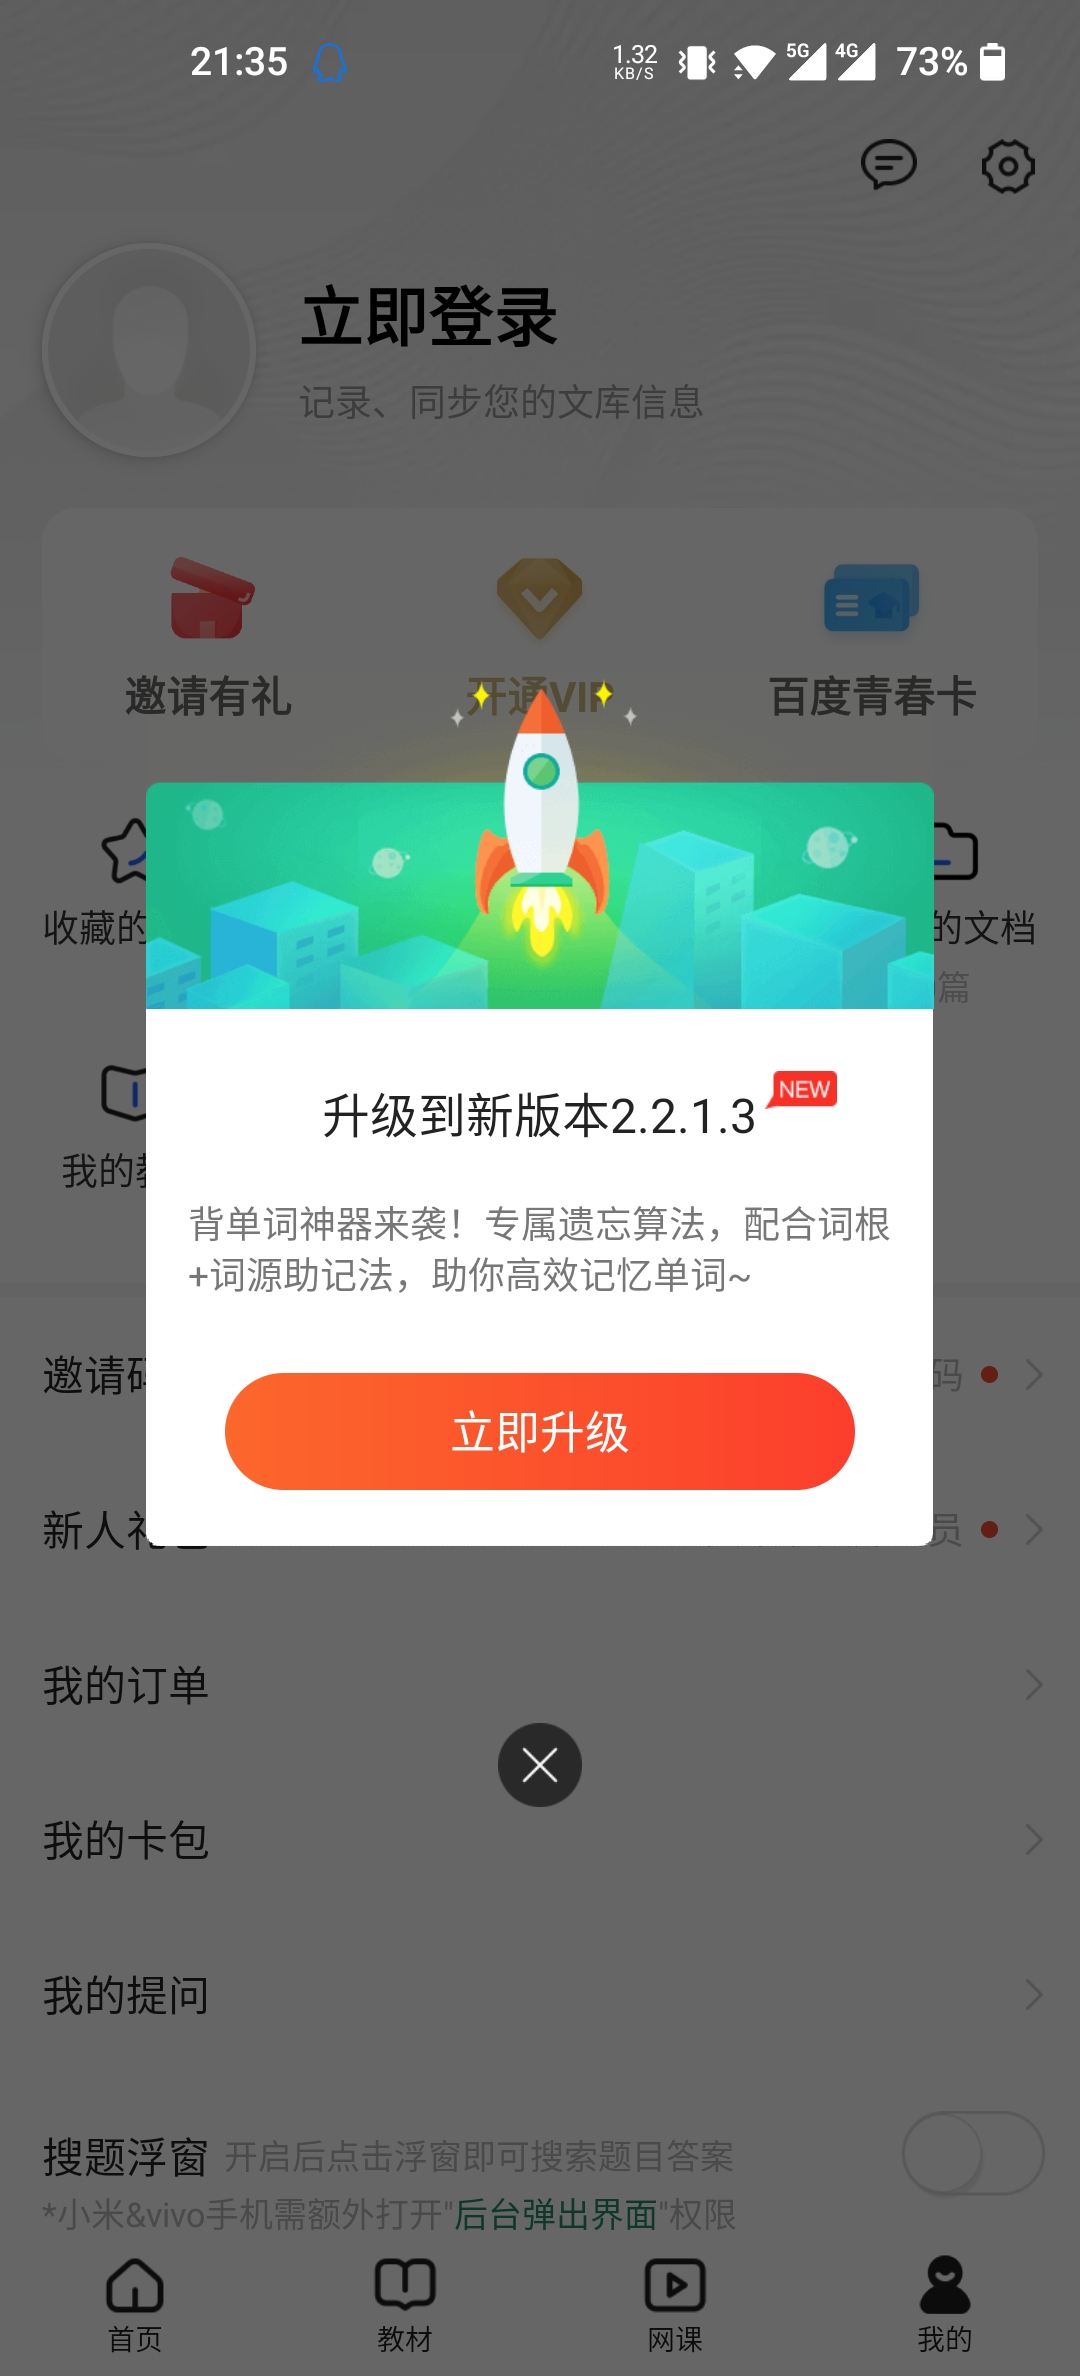 21:35
1.32
KB/S
5G
4G
73%
立即登录
记录、同步您的文库信息
邀请有礼
开通VIP
百度青春卡
收藏的
的文档
篇
我的
升级到新版本2.2.1.3
NEW
背单词神器来袭！专属遗忘算法，配合词根
+词源助记法，助你高效记忆单词~
邀请码
码
立即升级
新人礼包
员
我的订单
我的卡包
我的提问
搜题浮窗 开启后点击浮窗即可搜索题目答案
*小米&vivo手机需额外打开"后台弹出界面"权限
首页
教材
网课
我的